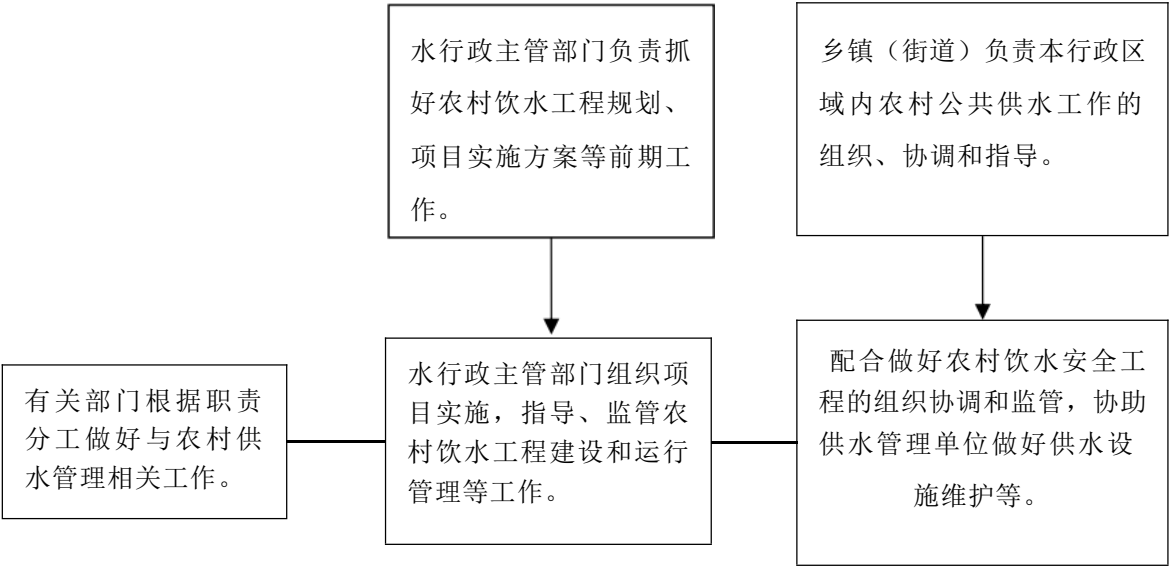 水行政主管部门负责抓
好农村饮水工程规划、
项目实施方案等前期工
作。
乡镇（街道）负责本行政区
域内农村公共供水工作的
组织、协调和指导。
有关部门根据职责
分工做好与农村供
水管理相关工作。
水行政主管部门组织项
目实施，指导、监管农
村饮水工程建设和运行
管理等工作。
配合做好农村饮水安全工
程的组织协调和监管，协助
供水管理单位做好供水设
施维护等。